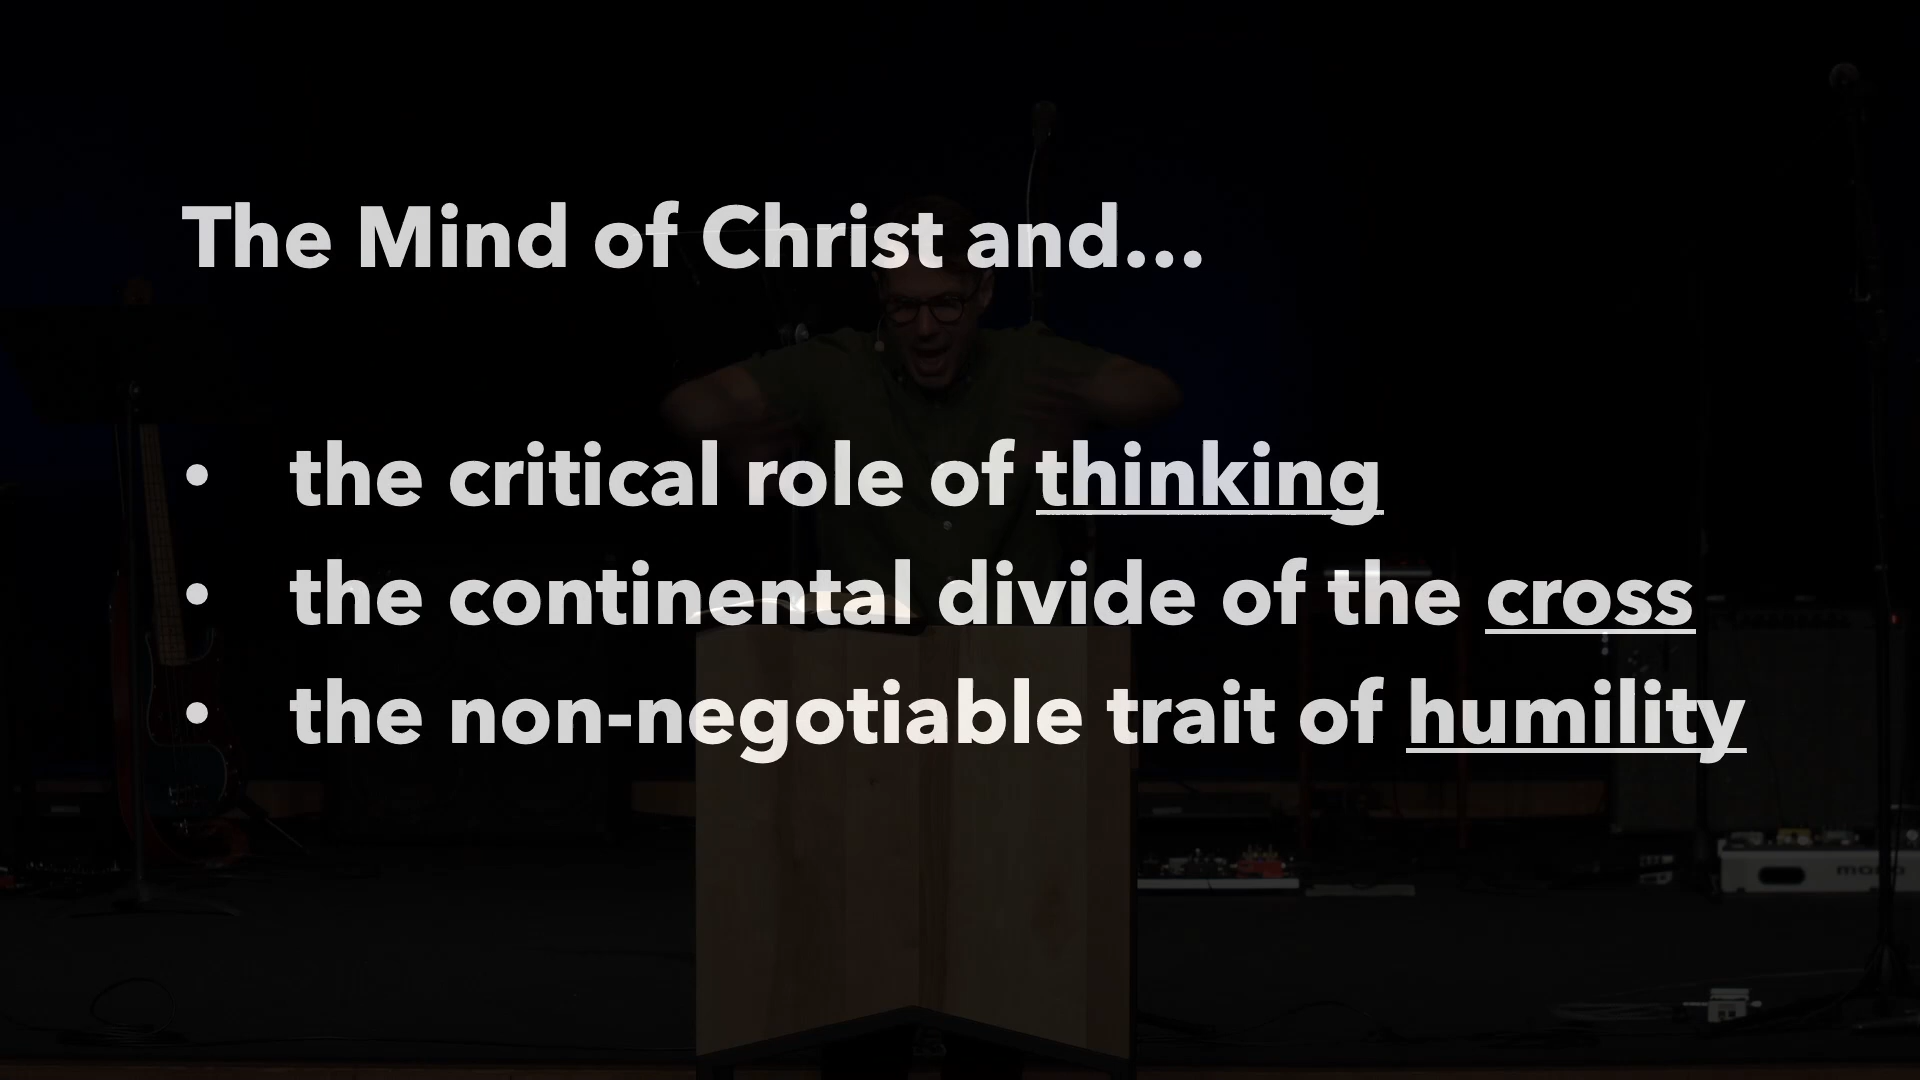 The Mind of Christ and...
• the critical role of thinking
• the continental divide of the cross
• the non-negotiable trait of humility